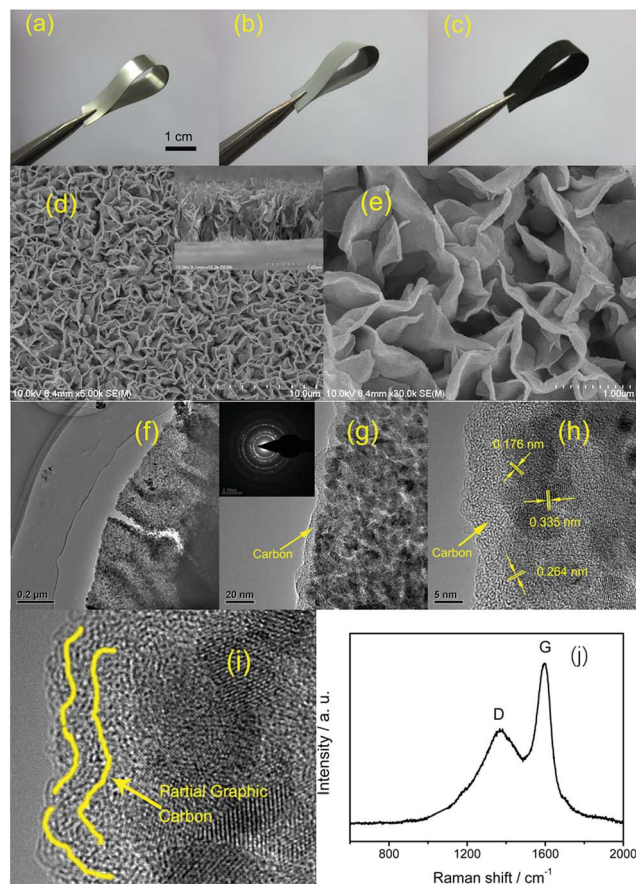 (a)
(b)
(c)
1 cm
(d)
(e)
10.0kV 8.4mm x5.00k SE(M)
10.0um
10.0kV 8.4mm x30.0k SE(M)
1.00um
(f)
(g)
(h)
0.2 µm
Carbon
20 nm
0.176 nm
0.335 nm
Carbon
0.264 nm
5 nm
(i)
Partial Graphic
Carbon
(j)
G
D
Intensity / a. u.
800
1200
1600
2000
Raman shift / cm⁻¹